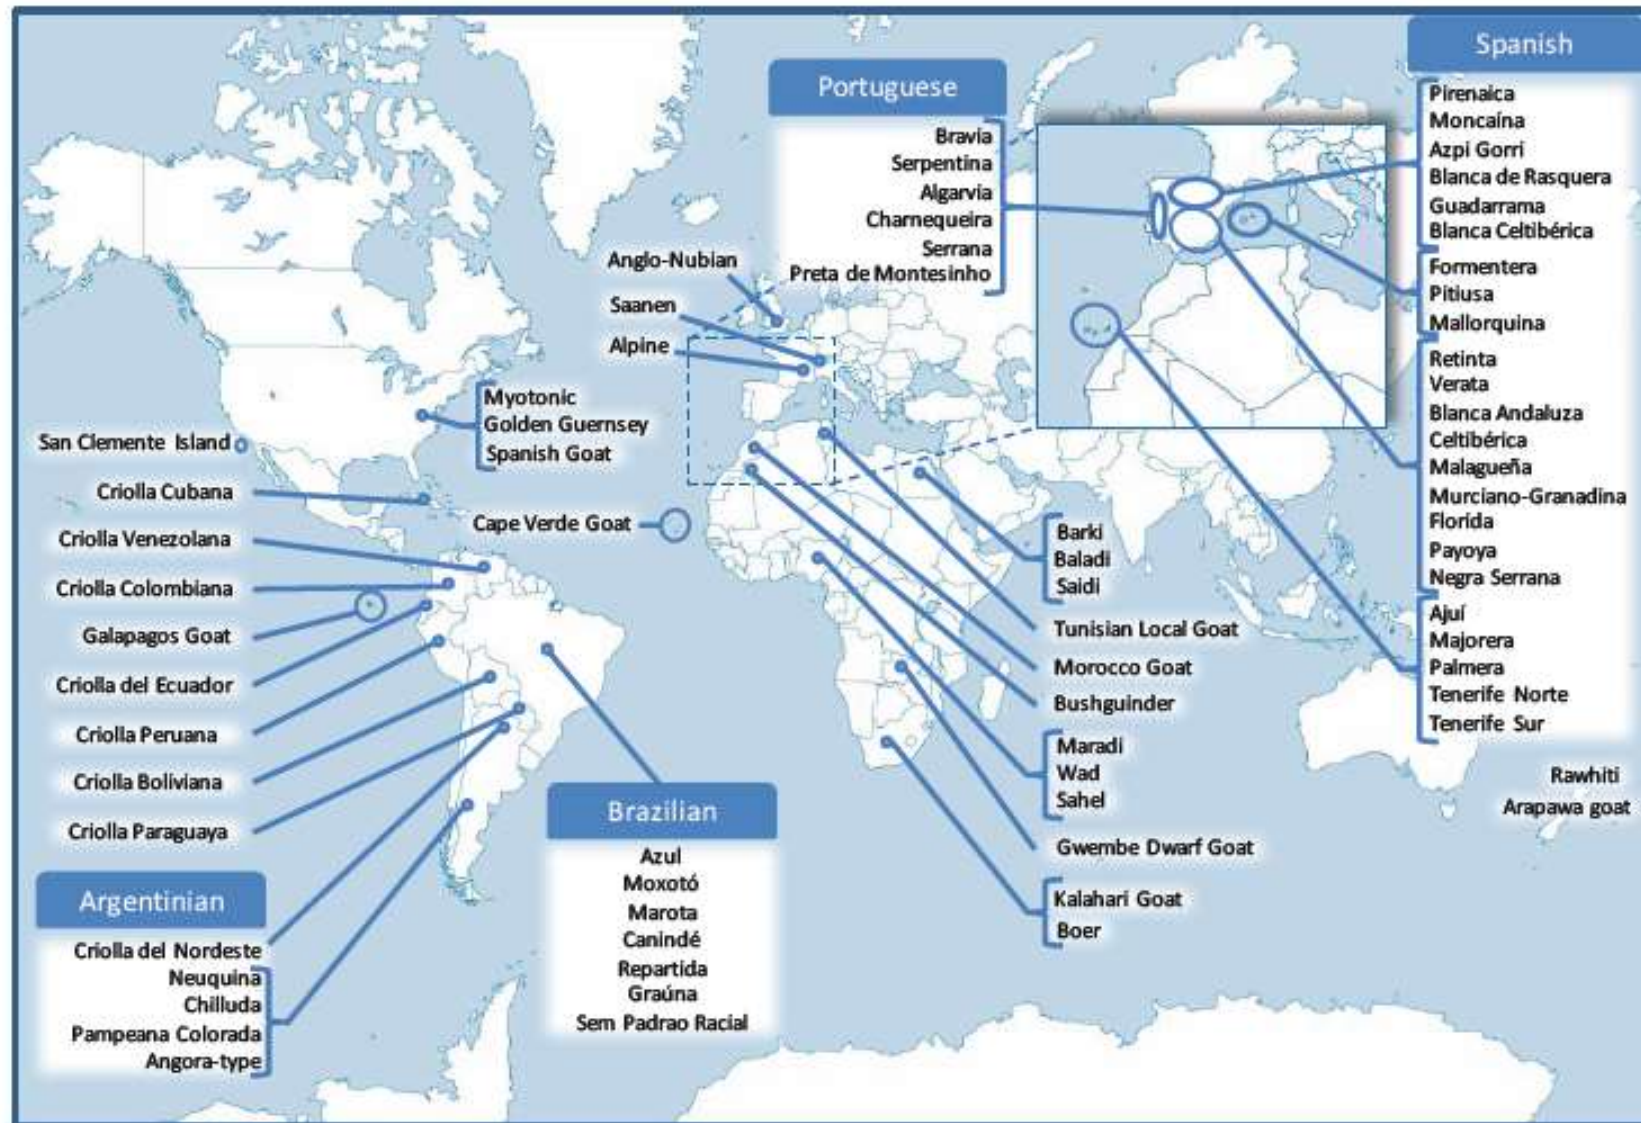 Spanish
Pirenaica
Moncaína
Azpi Gorri
Blanca de Rasquera
Guadarrama
Blanca Celtibérica
Formentera
Pitiusa
Mallorquina
Retinta
Verata
Blanca Andaluza
Celtibérica
Malagueña
Murciano-Granadina
Florida
Payoya
Negra Serrana
Ajuí
Majorera
Palmera
Tenerife Norte
Tenerife Sur
Portuguese
Bravia
Serpentina
Algarvia
Charnequeira
Serrana
Preta de Montesinho
Anglo-Nubian
Saanen
Alpine
Myotonic
Golden Guernsey
Spanish Goat
San Clemente Island
Criolla Cubana
Cape Verde Goat
Criolla Venezolana
Criolla Colombiana
Galapagos Goat
Criolla del Ecuador
Criolla Peruana
Criolla Boliviana
Criolla Paraguaya
Argentinian
Criolla del Nordeste
Neuquina
Chilluda
Pampeana Colorada
Angora-type
Brazilian
Azul
Moxotó
Marota
Canindé
Repartida
Graúna
Sem Padrao Racial
Barki
Baladi
Saidi
Tunisian Local Goat
Morocco Goat
Bushguinder
Maradi
Wad
Sahel
Gwembe Dwarf Goat
Kalahari Goat
Boer
Rawhiti
Arapawa goat